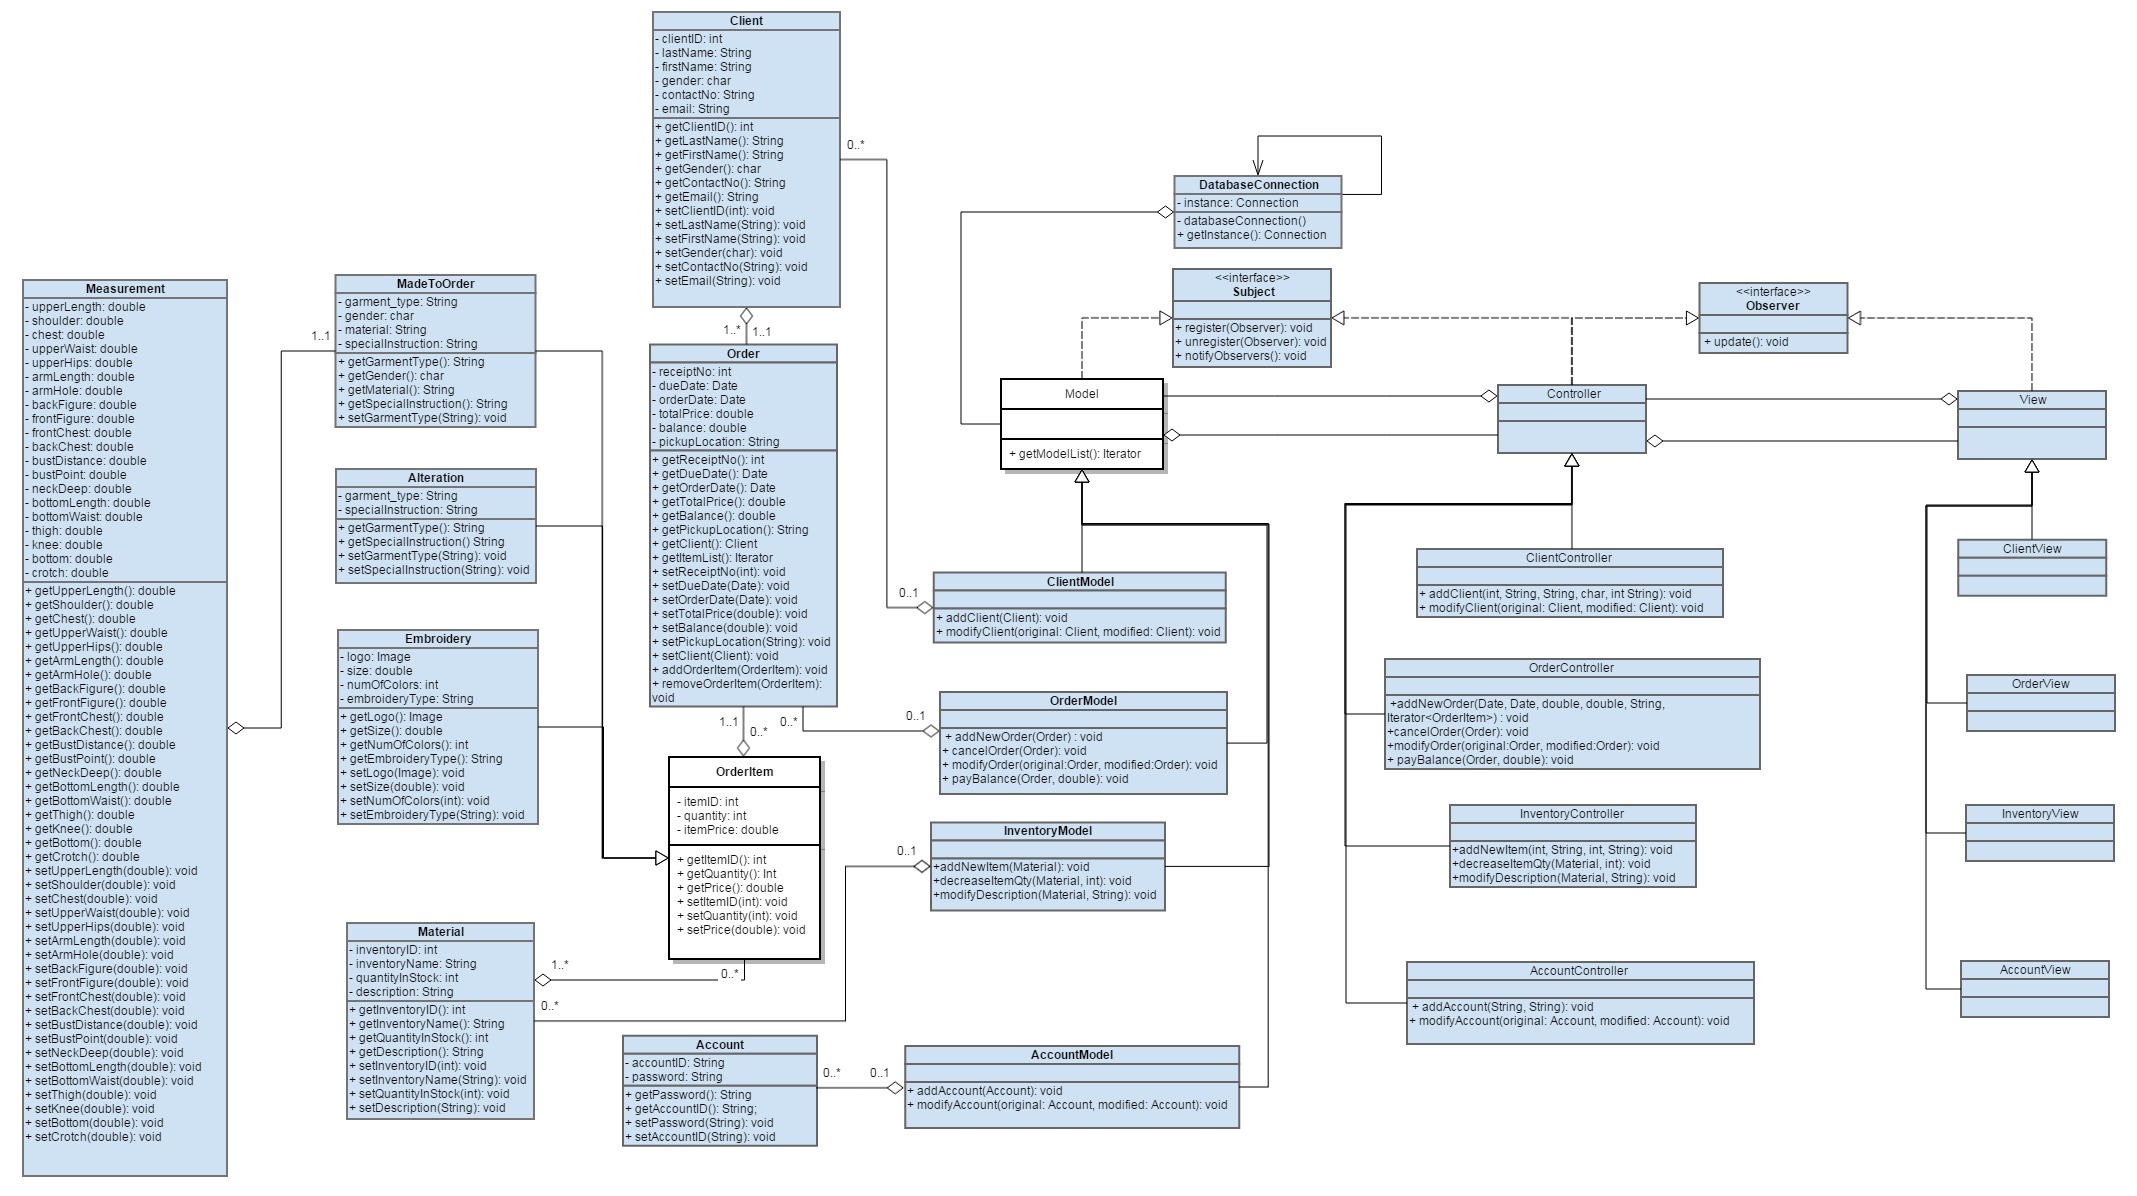 Client
- clientID: int
- lastName: String
- firstName: String
- gender: char
- contactNo: String
- email: String
+ getClientID(): int
+ getLastName(): String
+ getFirstName(): String
+ getGender(): char
+ getContactNo(): String
+ getEmail(): String
+ setClientID(int): void
+ setLastName(String): void
+ setFirstName(String): void
+ setGender(char): void
+ setContactNo(String): void
+ setEmail(String): void
0..*
1..*
1..1
DatabaseConnection
- instance: Connection
- databaseConnection()
+ getInstance(): Connection
<<interface>>
Subject
+ register(Observer): void
+ unregister(Observer): void
+ notifyObservers(): void
<<interface>>
Observer
+ update(): void
Measurement
- upperLength: double
- shoulder: double
- chest: double
- upperWaist: double
- upperHips: double
- armLength: double
- armHole: double
- backFigure: double
- frontFigure: double
- frontChest: double
- backChest: double
- bustDistance: double
- bustPoint: double
- neckDeep: double
- bottomLength: double
- bottomWaist: double
- thigh: double
- knee: double
- bottom: double
- crotch: double
+ getUpperLength(): double
+ getShoulder(): double
+ getChest(): double
+ getUpperWaist(): double
+ getUpperHips(): double
+ getArmLength(): double
+ getArmHole(): double
+ getBackFigure(): double
+ getFrontFigure(): double
+ getFrontChest(): double
+ getBackChest(): double
+ getBustDistance(): double
+ getBustPoint(): double
+ getNeckDeep(): double
+ getBottomLength(): double
+ getBottomWaist(): double
+ getThigh(): double
+ getKnee(): double
+ getBottom(): double
+ getCrotch(): double
+ setUpperLength(double): void
+ setShoulder(double): void
+ setChest(double): void
+ setUpperWaist(double): void
+ setUpperHips(double): void
+ setArmLength(double): void
+ setArmHole(double): void
+ setBackFigure(double): void
+ setFrontFigure(double): void
+ setFrontChest(double): void
+ setBackChest(double): void
+ setBustDistance(double): void
+ setBustPoint(double): void
+ setNeckDeep(double): void
+ setBottomLength(double): void
+ setBottomWaist(double): void
+ setThigh(double): void
+ setKnee(double): void
+ setBottom(double): void
+ setCrotch(double): void
1..1
MadeToOrder
- garment_type: String
- gender: char
- material: String
- specialInstruction: String
+ getGarmentType(): String
+ getGender(): char
+ getMaterial(): String
+ getSpecialInstruction(): String
+ setGarmentType(String): void
Alteration
- garment_type: String
- specialInstruction: String
+ getGarmentType(): String
+ getSpecialInstruction() String
+ setGarmentType(String): void
+ setSpecialInstruction(String): void
Embroidery
- logo: Image
- size: double
- numOfColors: int
- embroideryType: String
+ getLogo(): Image
+ getSize(): double
+ getNumOfColors(): int
+ getEmbroideryType(): String
+ setLogo(Image): void
+ setSize(double): void
+ setNumOfColors(int): void
+ setEmbroideryType(String): void
Material
- inventoryID: int
- inventoryName: String
- quantityInStock: int
- description: String
+ getInventoryID(): int
+ getInventoryName(): String
+ getQuantityInStock(): int
+ getDescription(): String
+ setInventoryID(int): void
+ setInventoryName(String): void
+ setQuantityInStock(int): void
+ setDescription(String): void
1..*
0..*
0..*
Order
- receiptNo: int
- dueDate: Date
- orderDate: Date
- totalPrice: double
- balance: double
- pickupLocation: String
+ getReceiptNo(): int
+ getDueDate(): Date
+ getOrderDate(): Date
+ getTotalPrice(): double
+ getBalance(): double
+ getPickupLocation(): String
+ getClient(): Client
+ getItemList(): Iterator
+ setReceiptNo(int): void
+ setDueDate(Date): void
+ setOrderDate(Date): void
+ setTotalPrice(double): void
+ setBalance(double): void
+ setPickupLocation(String): void
+ setClient(Client): void
+ addOrderItem(OrderItem): void
+ removeOrderItem(OrderItem):
void
1..1
0..*
0..*
OrderItem
- itemID: int
- quantity: int
- itemPrice: double
+ getItemID(): int
+ getQuantity(): Int
+ getPrice(): double
+ setItemID(int): void
+ setQuantity(int): void
+ setPrice(double): void
Account
- accountID: String
- password: String
+ getPassword(): String
+ getAccountID(): String;
+ setPassword(String): void
+ setAccountID(String): void
0..*
0..1
Model
+ getModelList(): Iterator
0..1
ClientModel
+ addClient(Client): void
+ modifyClient(original: Client, modified: Client): void
0..1
OrderModel
+ addNewOrder(Order) : void
+ cancelOrder(Order): void
+ modifyOrder(original:Order, modified:Order): void
+ payBalance(Order, double): void
0..1
InventoryModel
+addNewItem(Material): void
+decreaseItemQty(Material, int): void
+modifyDescription(Material, String): void
AccountModel
+ addAccount(Account): void
+ modifyAccount(original: Account, modified: Account): void
Controller
ClientController
+ addClient(int, String, String, char, int String): void
+ modifyClient(original: Client, modified: Client): void
OrderController
+addNewOrder(Date, Date, double, double, String,
Iterator<OrderItem>) : void
+cancelOrder(Order): void
+modifyOrder(original:Order, modified:Order): void
+ payBalance(Order, double): void
InventoryController
+addNewItem(int, String, int, String): void
+decreaseItemQty(Material, int): void
+modifyDescription(Material, String): void
AccountController
+ addAccount(String, String): void
+ modifyAccount(original: Account, modified: Account): void
View
ClientView
OrderView
InventoryView
AccountView